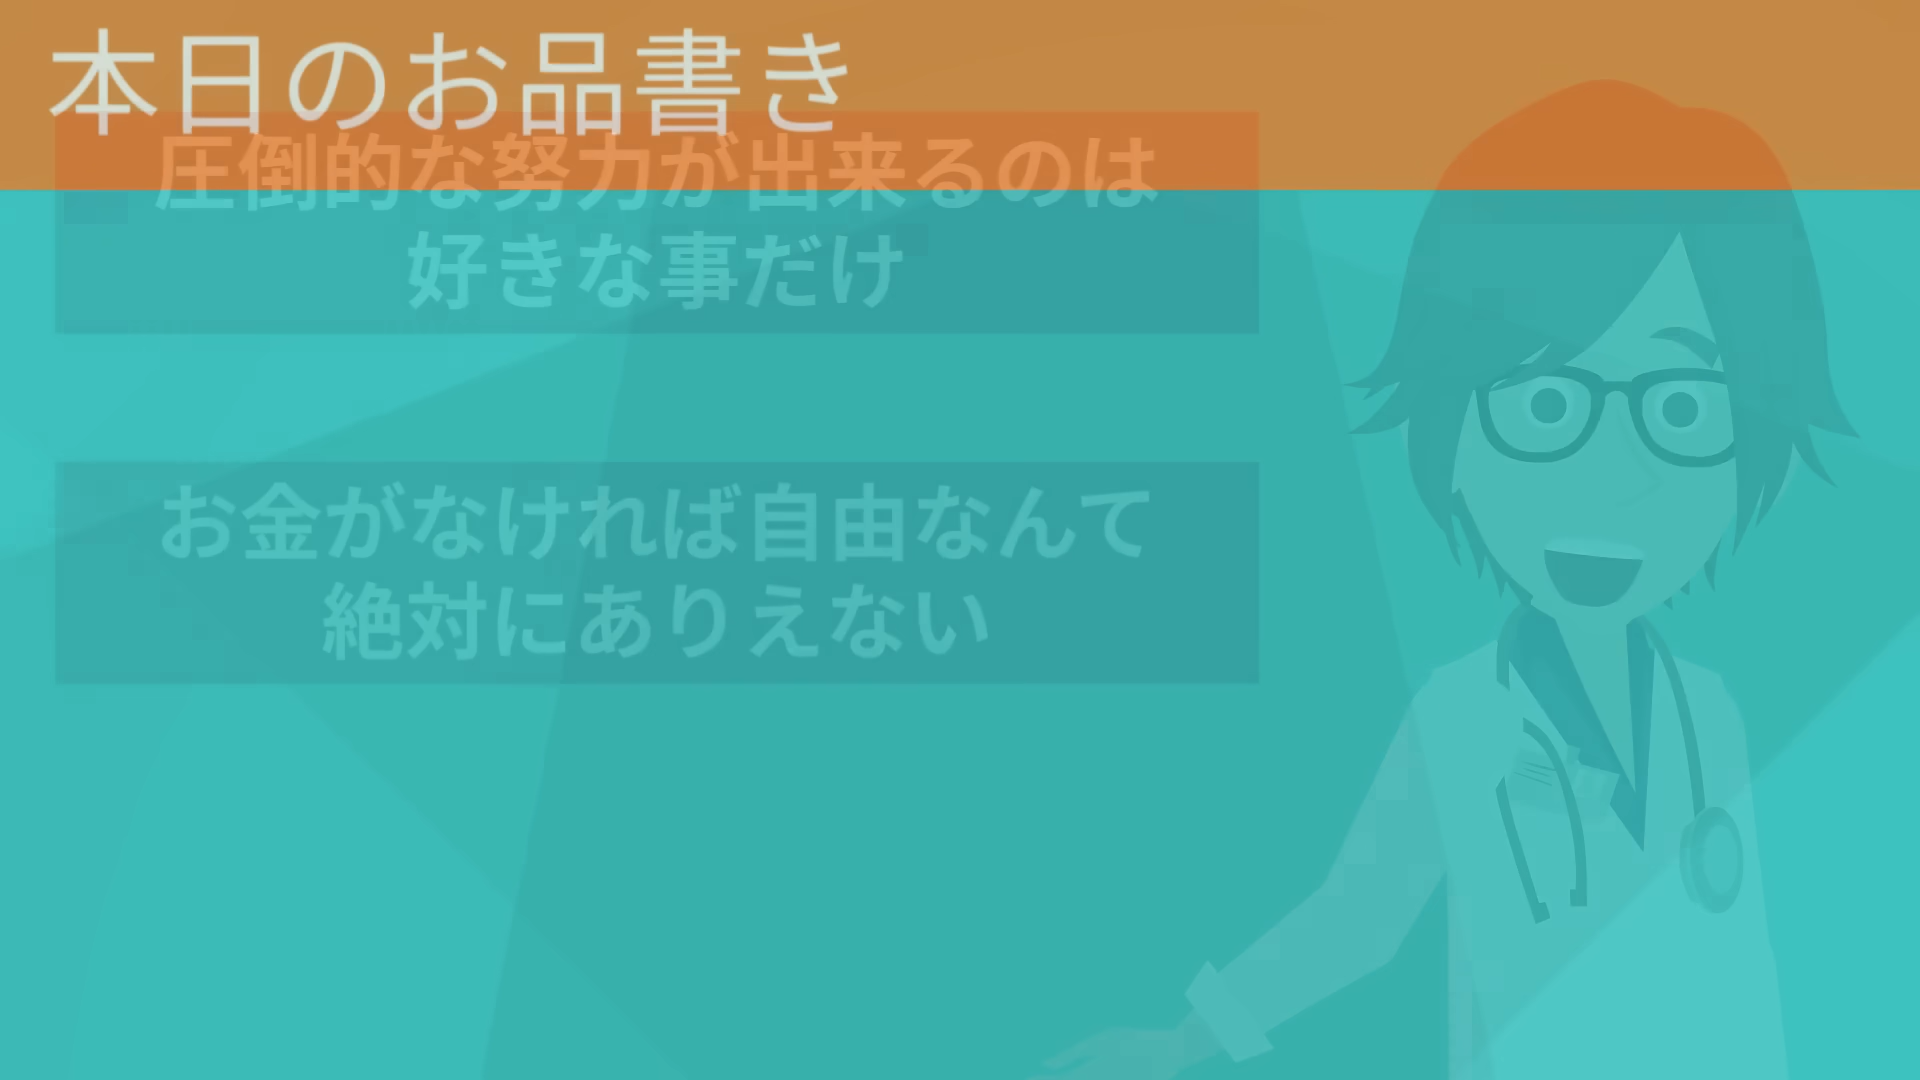 本日のお品書き
圧倒的な努力が出来るのは
好きな事だけ
お金がなければ自由なんて
絶対にありえない